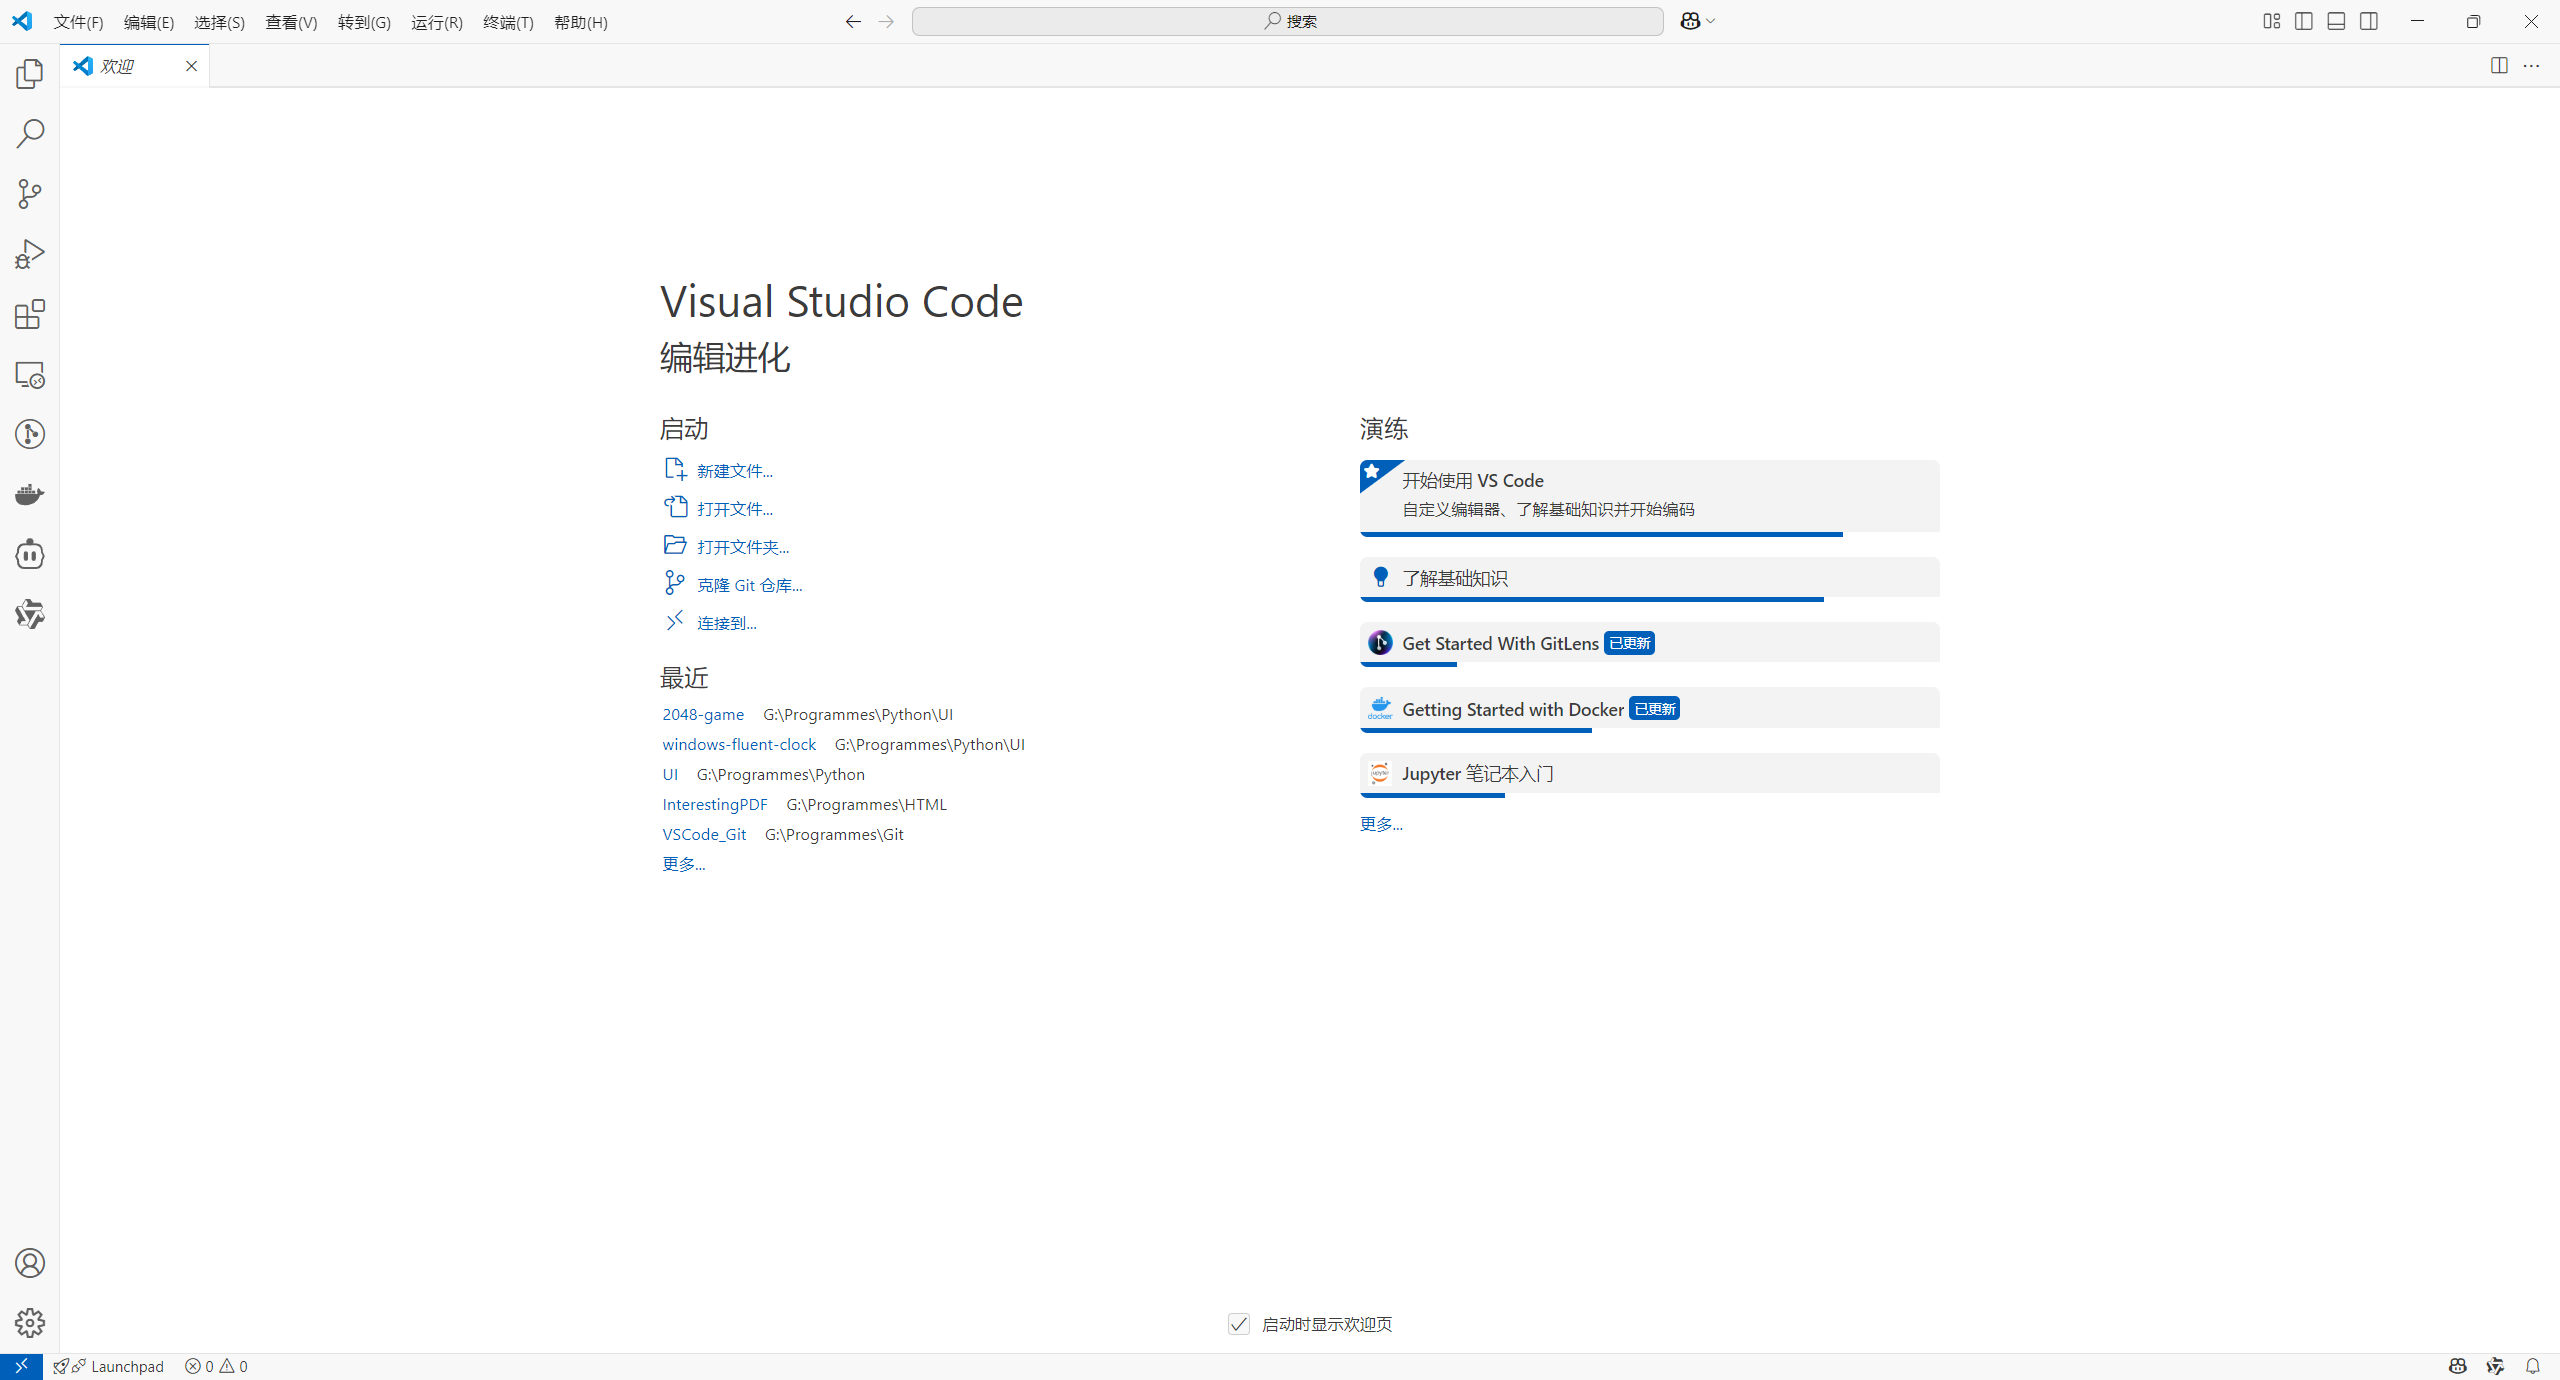 文件(F) 编辑(E) 选择(S) 查看(V) 转到(G) 运行(R) 终端(T) 帮助(H) 搜索
欢迎
Visual Studio Code
编辑进化
启动
新建文件...
打开文件...
打开文件夹...
克隆 Git 仓库...
连接到...
最近
2048-game G:\Programmes\Python\UI
windows-fluent-clock G:\Programmes\Python\UI
UI G:\Programmes\Python
InterestingPDF G:\Programmes\HTML
VSCode_Git G:\Programmes\Git
更多...
演练
开始使用 VS Code
自定义编辑器、了解基础知识并开始编码
了解基础知识
Get Started With GitLens 已更新
docker
Getting Started with Docker 已更新
jupyter
Jupyter 笔记本入门
更多...
启动时显示欢迎页
Launchpad 0 0